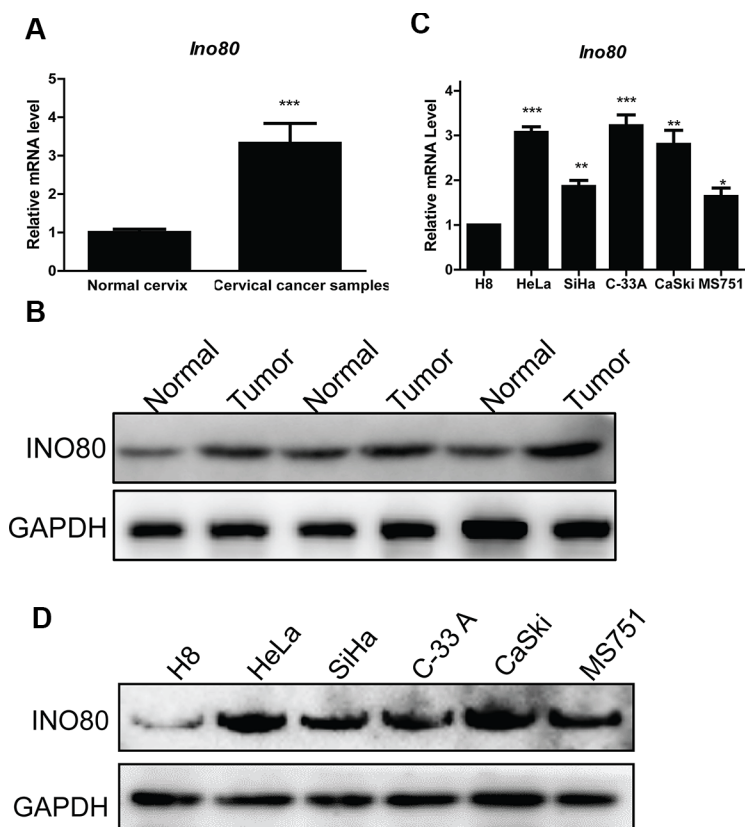 A
Ino80
Relative mRNA level
5
4
3
2
1
0
***
Normal cervix
Cervical cancer samples
C
Ino80
Relative mRNA Level
4
3
2
1
0
***
**
***
**
*
H8 HeLa SiHa C-33A CaSki MS751
B
Normal Tumor Normal Tumor Normal Tumor
INO80
GAPDH
D
H8 HeLa SiHa C-33 A CaSki MS751
INO80
GAPDH